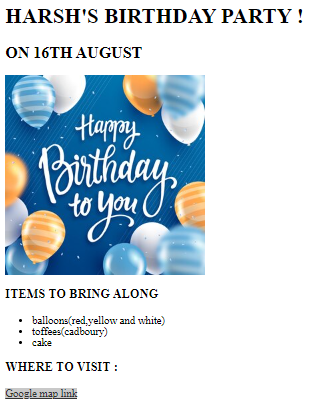 HARSH'S BIRTHDAY PARTY !
ON 16TH AUGUST
Happy
Birthday
to You
ITEMS TO BRING ALONG
balloons(red,yellow and white)
toffees(cadboury)
cake
WHERE TO VISIT :
Google map link